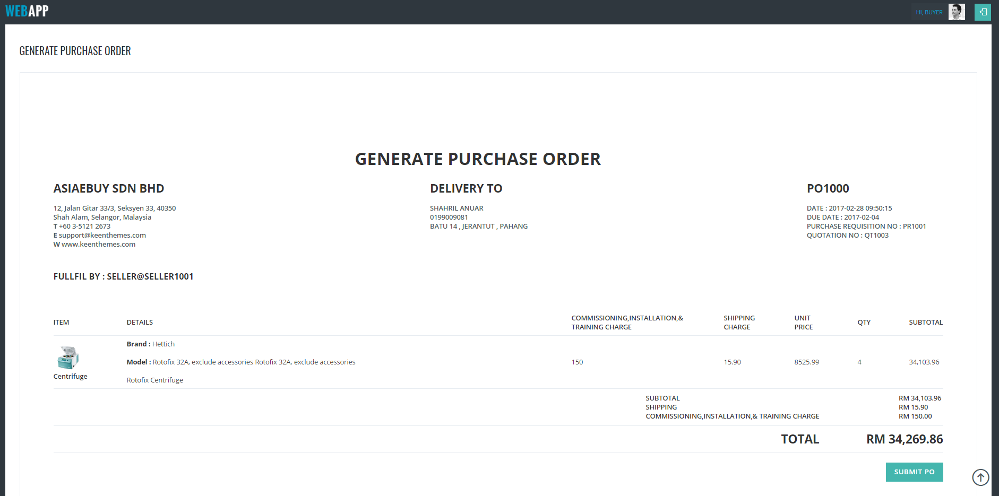 WEBAPP
HI, BUYER
GENERATE PURCHASE ORDER
GENERATE PURCHASE ORDER
ASIAEBUY SDN BHD
12, Jalan Gitar 33/3, Seksyen 33, 40350
Shah Alam, Selangor, Malaysia
T +60 3-5121 2673
E support@keenthemes.com
W www.keenthemes.com
DELIVERY TO
SHAHRIL ANUAR
0199009081
BATU 14 , JERANTUT , PAHANG
PO1000
DATE : 2017-02-28 09:50:15
DUE DATE : 2017-02-04
PURCHASE REQUISITION NO : PR1001
QUOTATION NO : QT1003
FULLFIL BY : SELLER@SELLER1001
ITEM DETAILS COMMISSIONING,INSTALLATION,& TRAINING CHARGE SHIPPING CHARGE UNIT PRICE QTY SUBTOTAL
Brand : Hettich
Model : Rotofix 32A, exclude accessories Rotofix 32A, exclude accessories 150 15.90 8525.99 4 34,103.96
Centrifuge
Rotofix Centrifuge
SUBTOTAL RM 34,103.96
SHIPPING RM 15.90
COMMISSIONING,INSTALLATION,& TRAINING CHARGE RM 150.00
TOTAL RM 34,269.86
SUBMIT PO